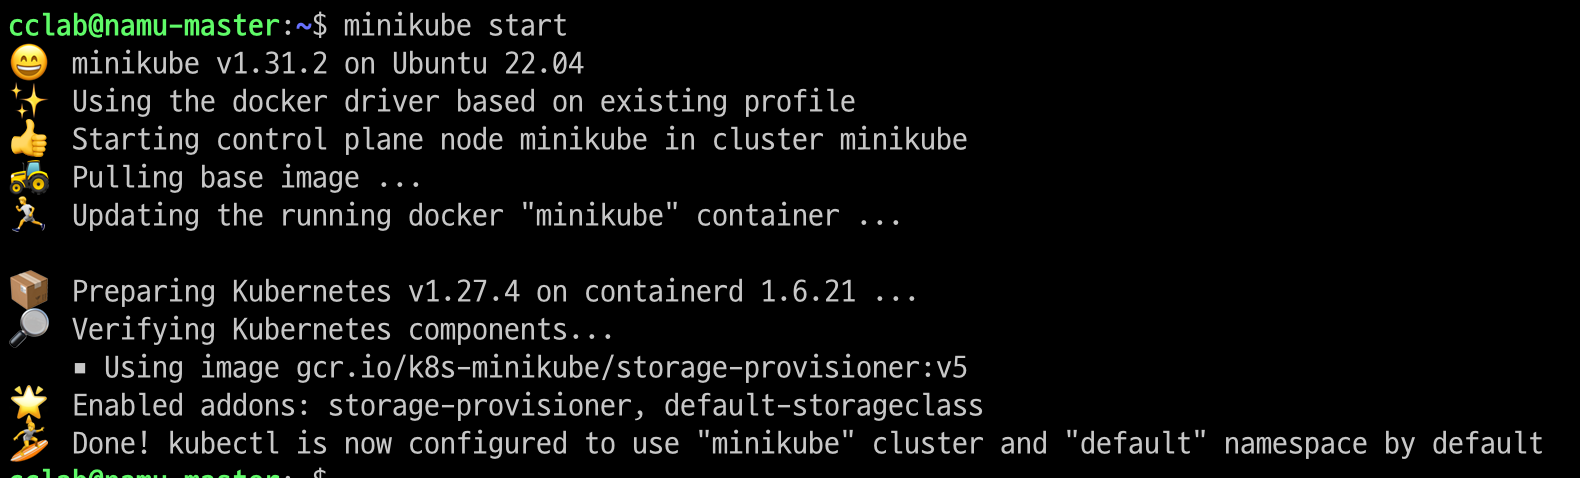 cclab@namu-master:~$ minikube start
😄 minikube v1.31.2 on Ubuntu 22.04
✨ Using the docker driver based on existing profile
👍 Starting control plane node minikube in cluster minikube
🚜 Pulling base image ...
🏃 Updating the running docker "minikube" container ...
📦 Preparing Kubernetes v1.27.4 on containerd 1.6.21 ...
🔎 Verifying Kubernetes components...
▪ Using image gcr.io/k8s-minikube/storage-provisioner:v5
🌟 Enabled addons: storage-provisioner, default-storageclass
🏄 Done! kubectl is now configured to use "minikube" cluster and "default" namespace by default
cclab@namu-master:~$